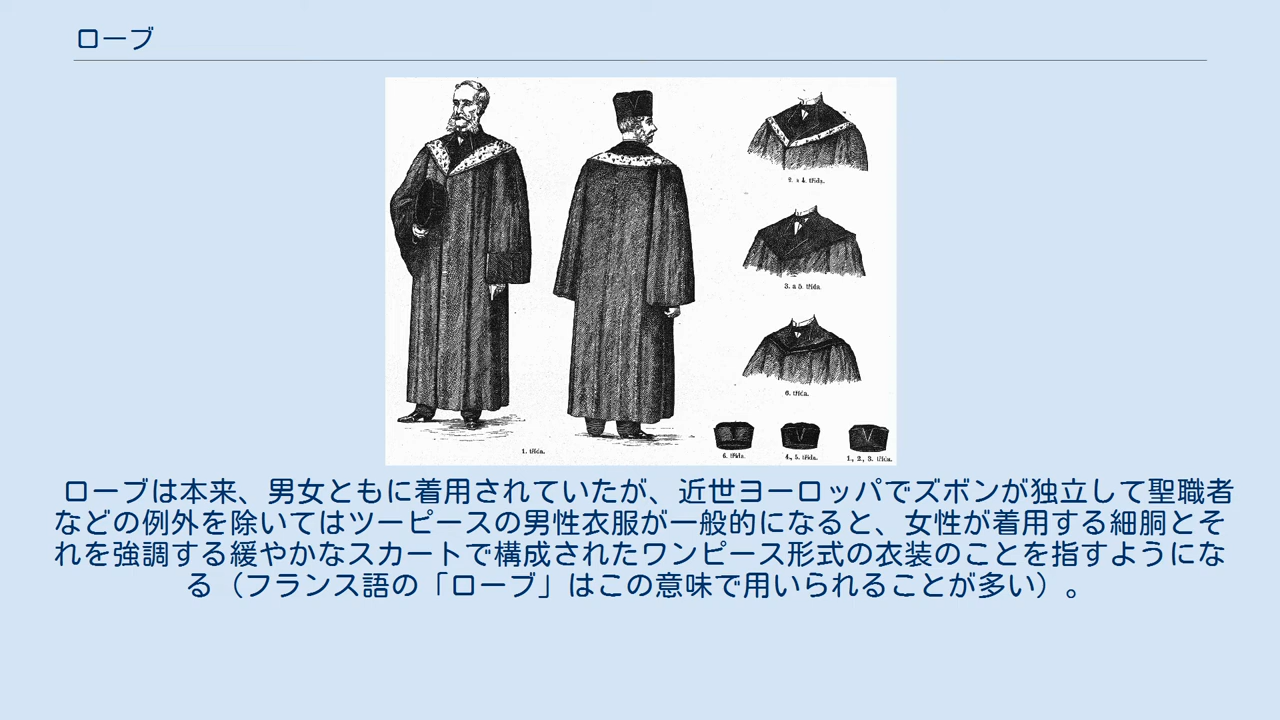 ローブ
2. a 4. třída.
3. a 5. třída.
6. třída.
1. třída.
6. třída.
4., 5. třída.
1., 2., 3. třída.
ローブは本来、男女ともに着用されていたが、近世ヨーロッパでズボンが独立して聖職者
などの例外を除いてはツーピースの男性衣服が一般的になると、女性が着用する細胴とそ
れを強調する緩やかなスカートで構成されたワンピース形式の衣装のことを指すようにな
る（フランス語の「ローブ」はこの意味で用いられることが多い）。